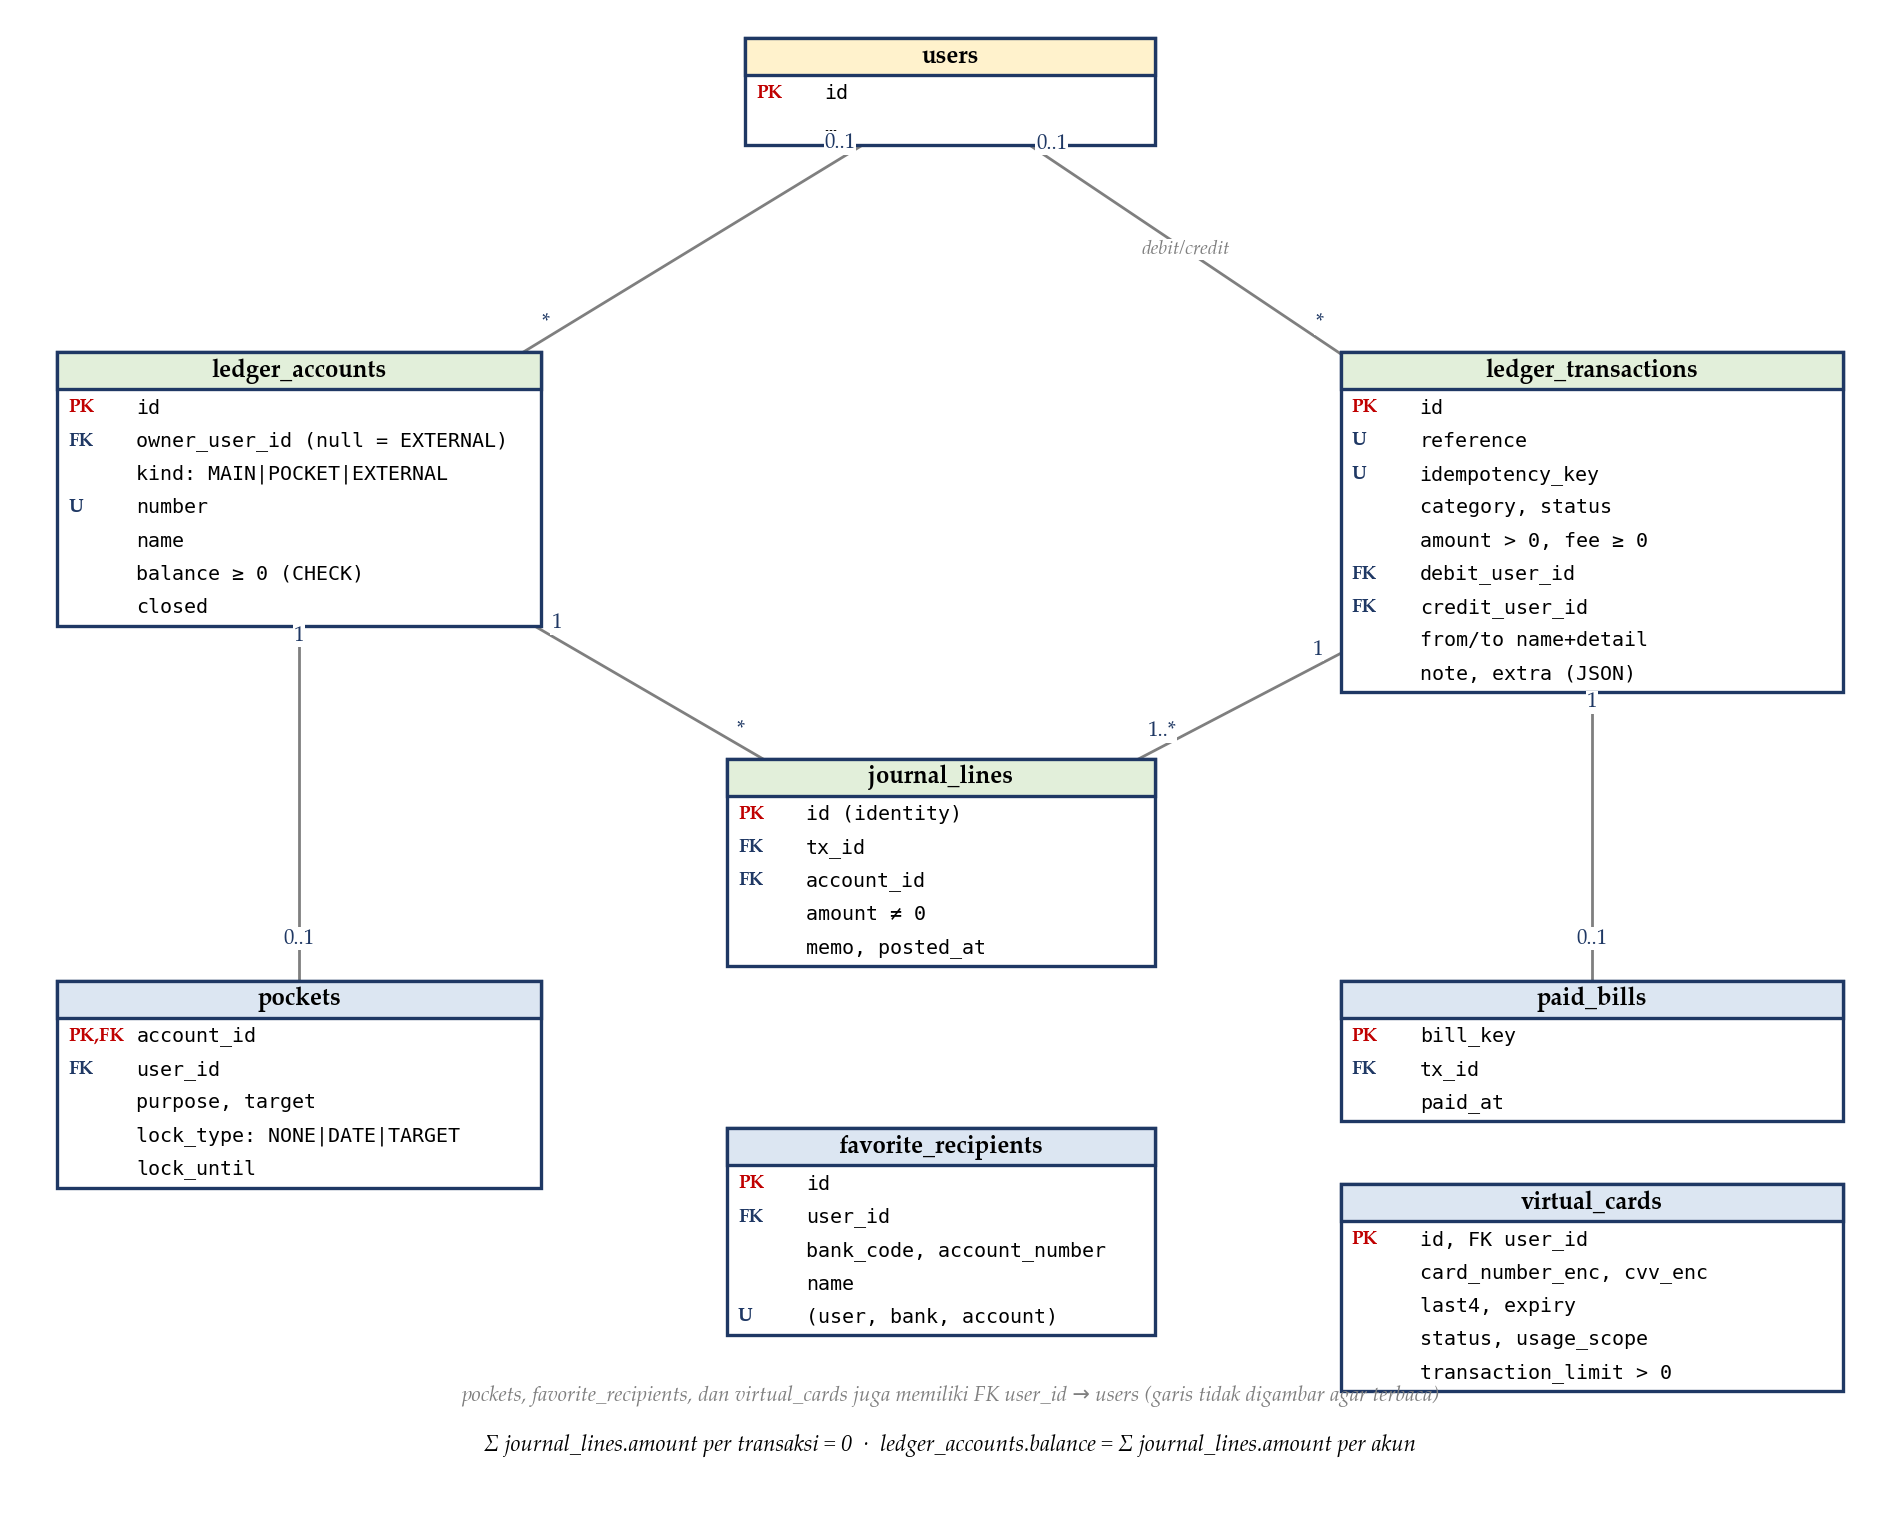 users
PK id
...
0..1
0..1
debit/credit
*
*
ledger_accounts
PK id
FK owner_user_id (null = EXTERNAL)
kind: MAIN|POCKET|EXTERNAL
U number
name
balance ≥ 0 (CHECK)
closed
ledger_transactions
PK id
U reference
U idempotency_key
category, status
amount > 0, fee ≥ 0
FK debit_user_id
FK credit_user_id
from/to name+detail
note, extra (JSON)
1
1
1
1
*
1..*
journal_lines
PK id (identity)
FK tx_id
FK account_id
amount ≠ 0
memo, posted_at
0..1
0..1
pockets
PK,FK account_id
FK user_id
purpose, target
lock_type: NONE|DATE|TARGET
lock_until
paid_bills
PK bill_key
FK tx_id
paid_at
favorite_recipients
PK id
FK user_id
bank_code, account_number
name
U (user, bank, account)
virtual_cards
PK id, FK user_id
card_number_enc, cvv_enc
last4, expiry
status, usage_scope
transaction_limit > 0
pockets, favorite_recipients, dan virtual_cards juga memiliki FK user_id → users (garis tidak digambar agar terbaca)
Σ journal_lines.amount per transaksi = 0 · ledger_accounts.balance = Σ journal_lines.amount per akun